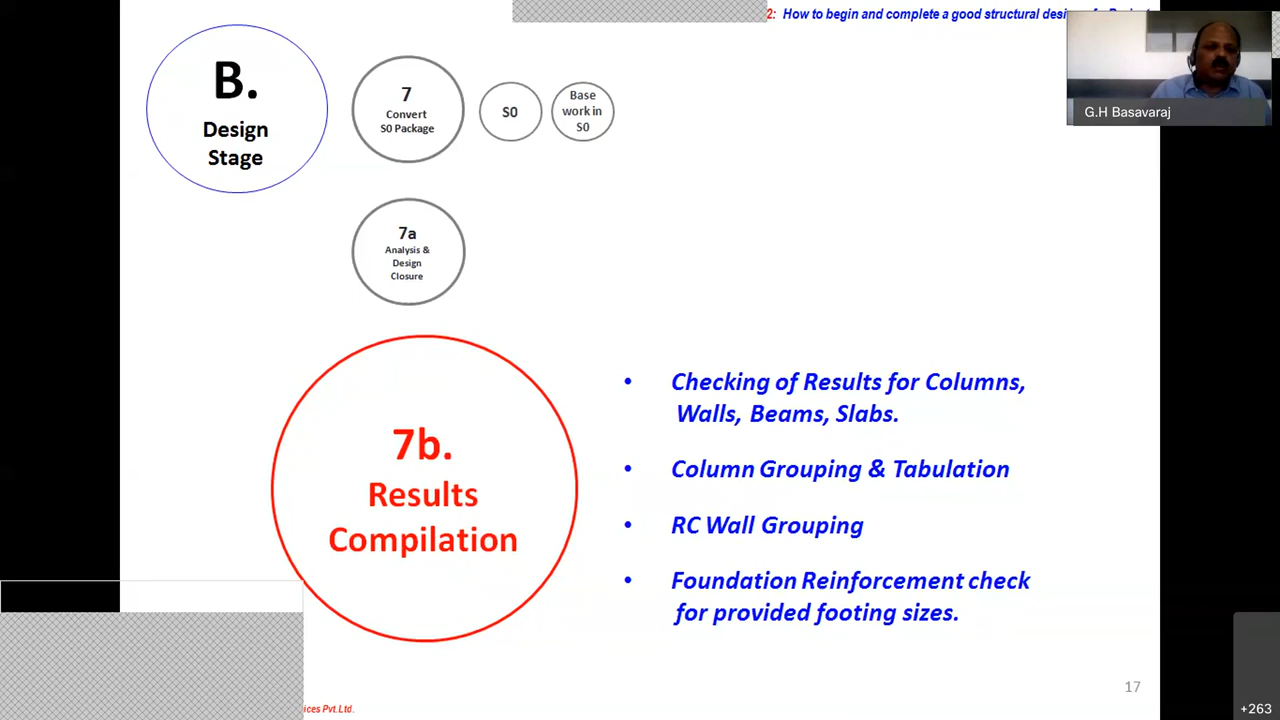 2: How to begin and complete a good structural
B.
Design
Stage
7
Convert
S0 Package
S0
Base
work in
S0
G.H Basavaraj
7a
Analysis &
Design
Closure
7b.
Results
Compilation
• Checking of Results for Columns,
Walls, Beams, Slabs.
• Column Grouping & Tabulation
• RC Wall Grouping
• Foundation Reinforcement check
for provided footing sizes.
17
ices Pvt.Ltd.
+263